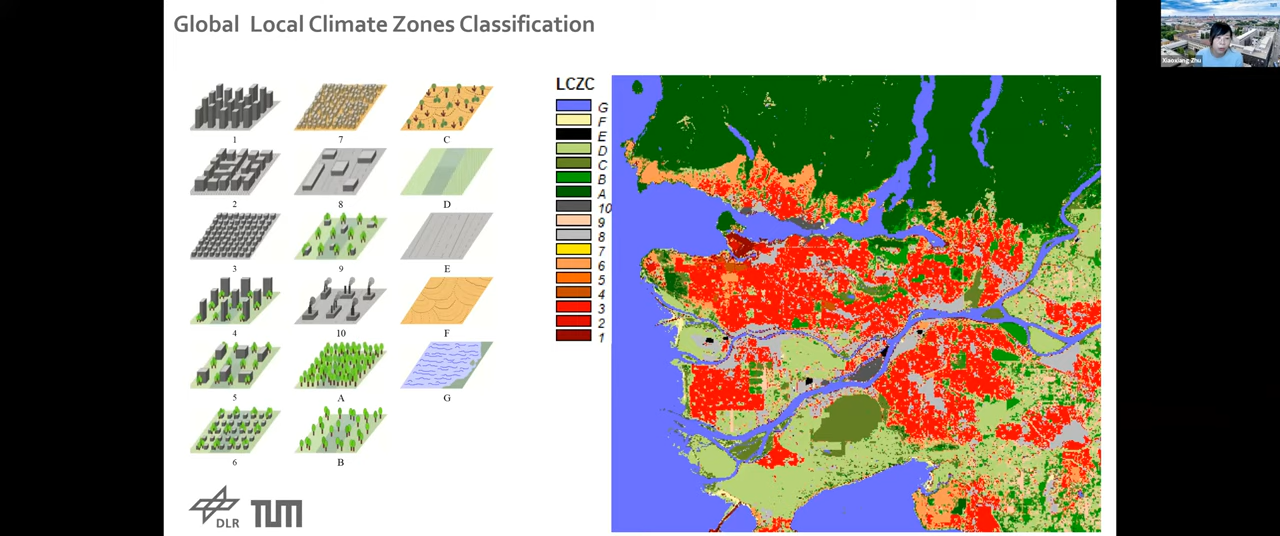 Global Local Climate Zones Classification
Xiaoxiang Zhu
1
7
C
2
8
D
3
9
E
4
10
F
5
A
G
6
B
LCZC
G
F
E
D
C
B
A
10
9
8
7
6
5
4
3
2
1
DLR
TUM